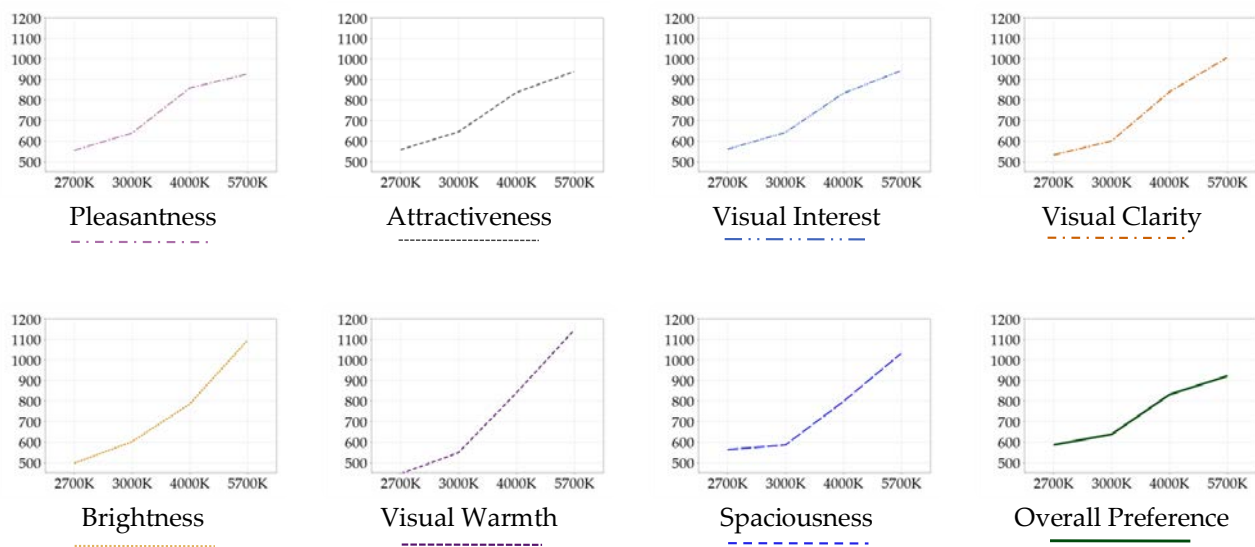 1200 1200 1200 1200
1100 1100 1100 1100
1000 1000 1000 1000
900 900 900 900
800 800 800 800
600 600 600 600
500 500 500 500
2700K 3000K 4000K 5700K 2700K 3000K 4000K 5700K 2700K 3000K 4000K 5700K 2700K 3000K 4000K 5700K
Pleasantness Attractiveness Visual Interest Visual Clarity
1200 1200 1200 1200
1100 1100 1100 1100
1000 1000 1000 1000
900 900 900 900
800 800 800 800
700 700 700 700
600 600 600 600
500 500 500 500
2700K 3000K 4000K 5700K 2700K 3000K 4000K 5700K 2700K 3000K 4000K 5700K 2700K 3000K 4000K 5700K
Brightness Visual Warmth Spaciousness Overall Preference